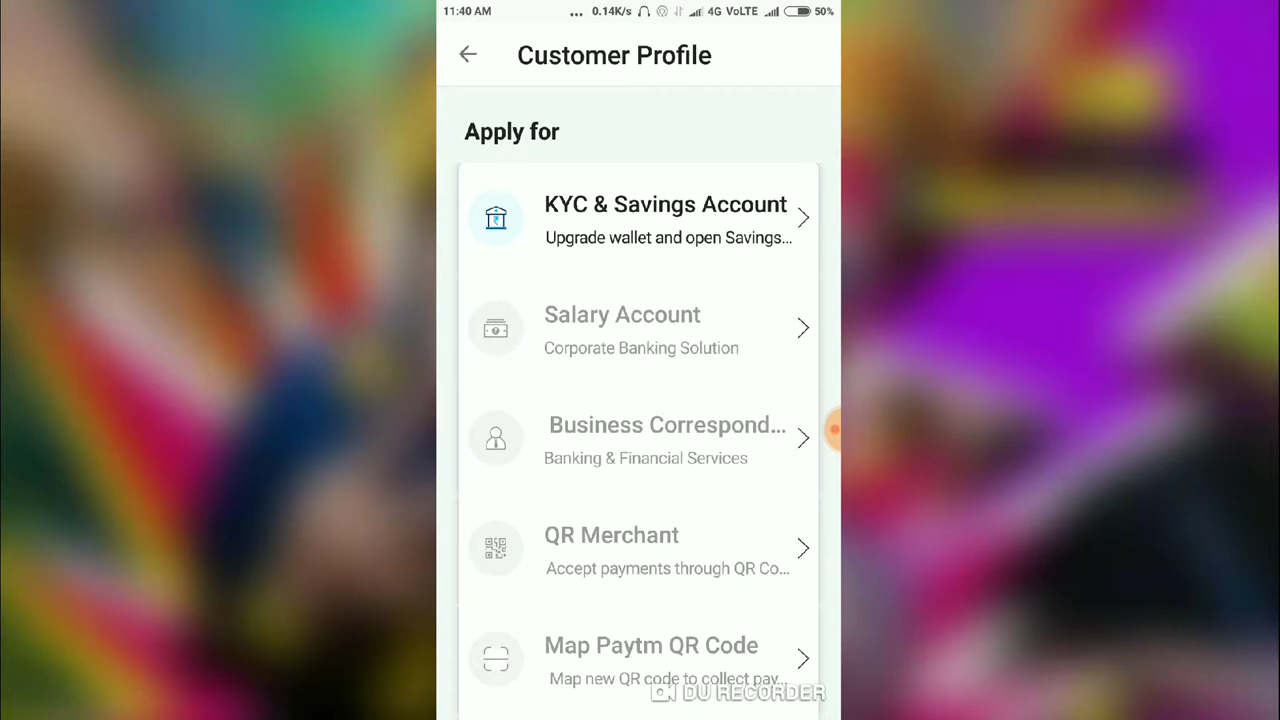 11:40 AM ... 0.14K/s 4G VoLTE 50%
Customer Profile
Apply for
KYC & Savings Account
Upgrade wallet and open Savings...
Salary Account
Corporate Banking Solution
Business Correspond...
Banking & Financial Services
QR Merchant
Accept payments through QR Co...
Map Paytm QR Code
Map new QR code to collect pay...
DU RECORDER